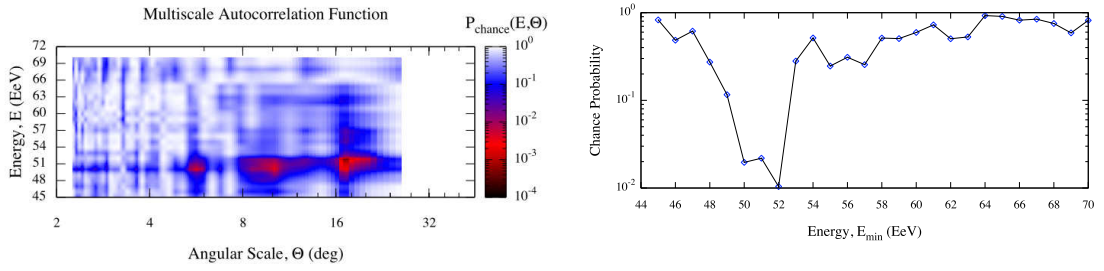 Multiscale Autocorrelation Function
P_chance(E,Θ)
Energy, E (EeV)
72
69
66
63
60
57
54
51
48
45
2 4 8 16 32
Angular Scale, Θ (deg)
10^0
10^-1
10^-2
10^-3
10^-4
Chance Probability
10^0
10^-1
10^-2
44 46 48 50 52 54 56 58 60 62 64 66 68 70
Energy, E_min (EeV)